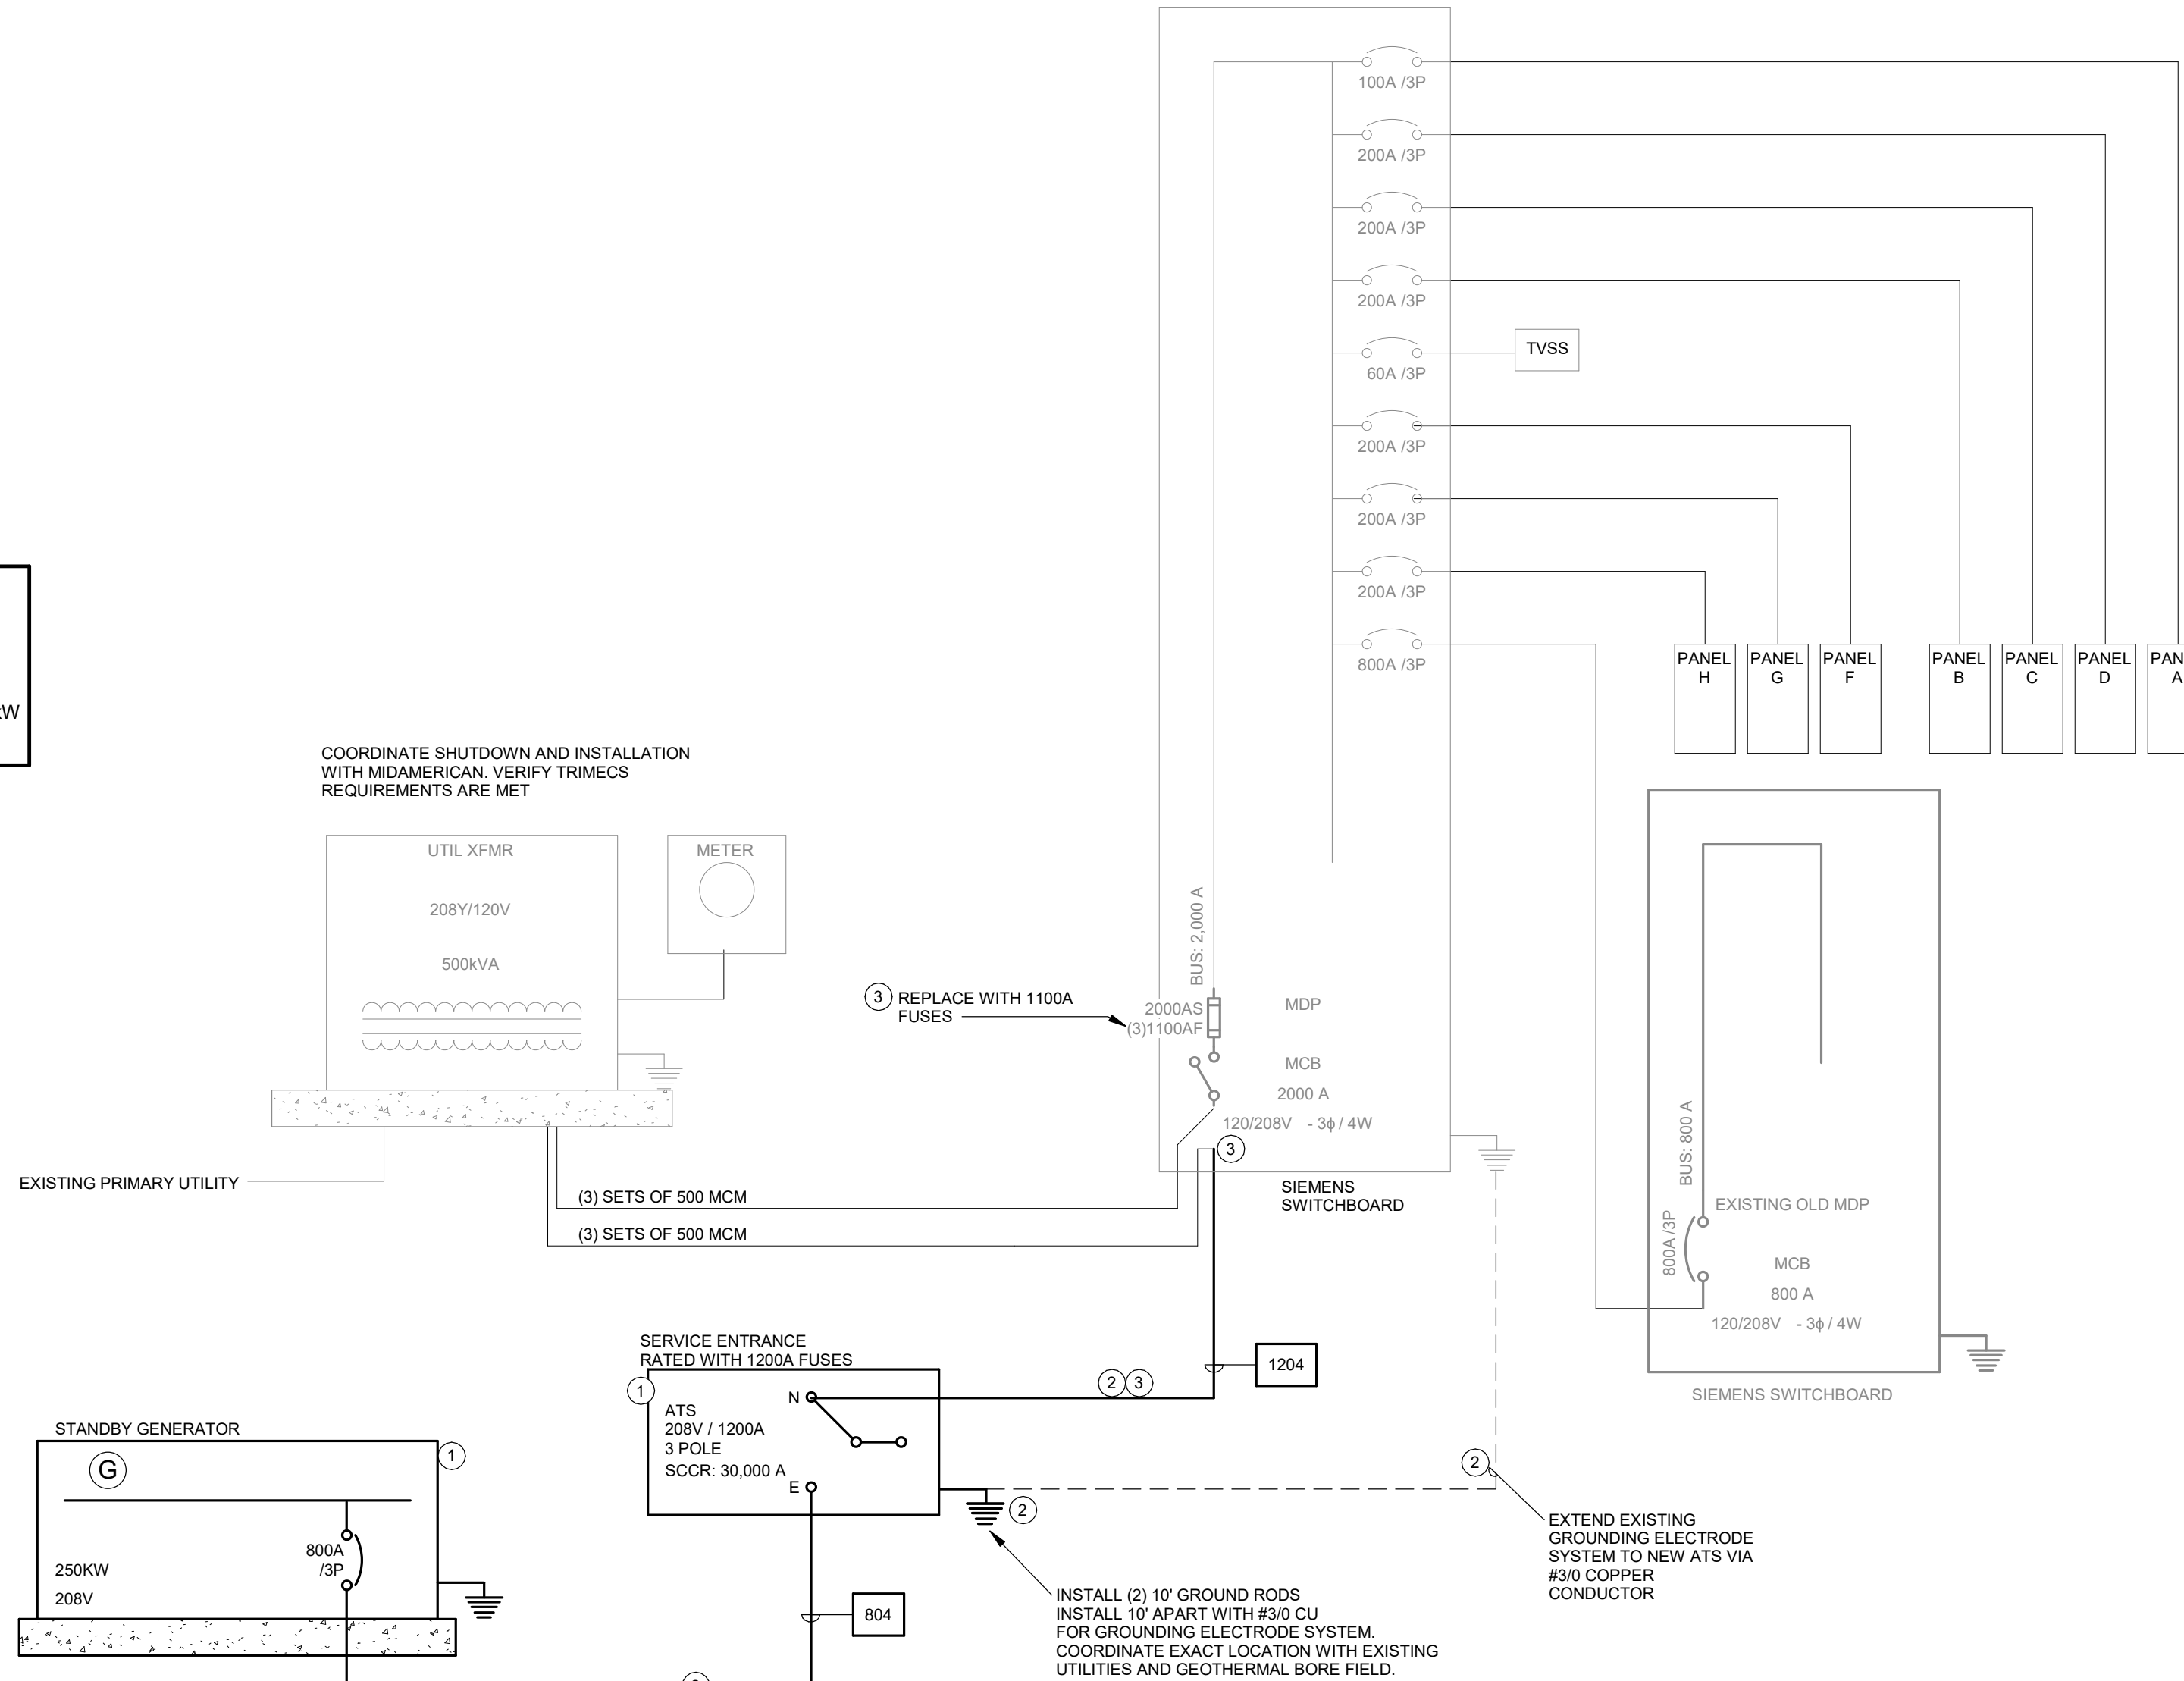 100A /3P
200A /3P
200A /3P
200A /3P
60A /3P
TVSS
200A /3P
200A /3P
200A /3P
800A /3P
PANEL
H
PANEL
G
PANEL
F
PANEL
B
PANEL
C
PANEL
D
PAN
A
kW
COORDINATE SHUTDOWN AND INSTALLATION
WITH MIDAMERICAN. VERIFY TRIMECS
REQUIREMENTS ARE MET
UTIL XFMR
208Y/120V
500kVA
METER
EXISTING PRIMARY UTILITY
(3) SETS OF 500 MCM
(3) SETS OF 500 MCM
3
REPLACE WITH 1100A
FUSES
BUS: 2,000 A
2000AS
(3)1100AF
MDP
MCB
2000 A
120/208V - 3ϕ / 4W
3
SIEMENS
SWITCHBOARD
BUS: 800 A
800A /3P
EXISTING OLD MDP
MCB
800 A
120/208V - 3ϕ / 4W
SIEMENS SWITCHBOARD
SERVICE ENTRANCE
RATED WITH 1200A FUSES
1
N
ATS
208V / 1200A
3 POLE
SCCR: 30,000 A
E
2
3
1204
2
2
EXTEND EXISTING
GROUNDING ELECTRODE
SYSTEM TO NEW ATS VIA
#3/0 COPPER
CONDUCTOR
INSTALL (2) 10' GROUND RODS
INSTALL 10' APART WITH #3/0 CU
FOR GROUNDING ELECTRODE SYSTEM.
COORDINATE EXACT LOCATION WITH EXISTING
UTILITIES AND GEOTHERMAL BORE FIELD.
804
STANDBY GENERATOR
1
G
800A
/3P
250KW
208V